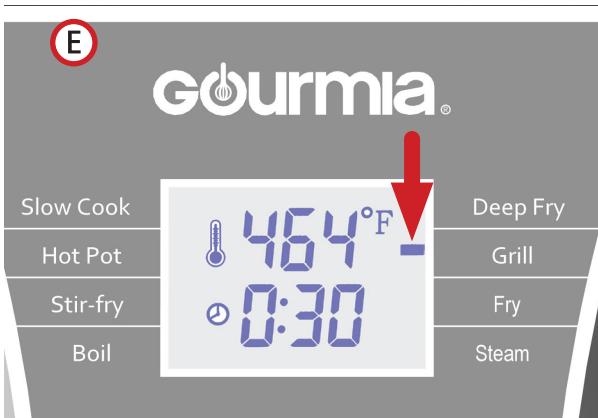 E
Gourmia®
Slow Cook
Hot Pot
Stir-fry
Boil
464°F
0:30
Deep Fry
Grill
Fry
Steam